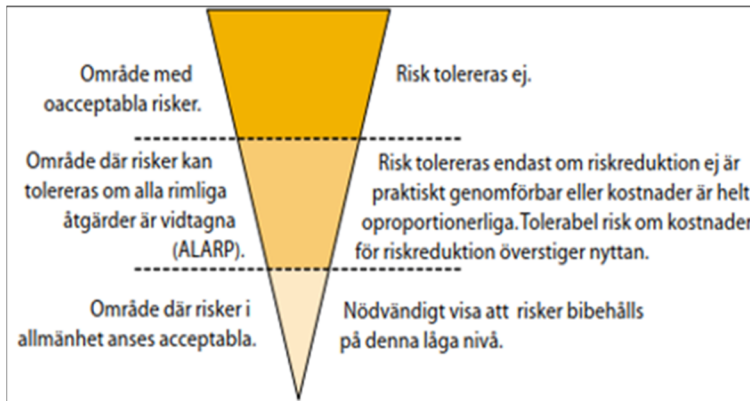 Område med
oacceptabla risker.
Risk tolereras ej.
Område där risker kan
tolereras om alla rimliga
åtgärder är vidtagna
(ALARP).
Risk tolereras endast om riskreduktion ej är
praktiskt genomförbar eller kostnader är helt
oproportionerliga. Tolerabel risk om kostnader
för riskreduktion överstiger nyttan.
Område där risker i
allmänhet anses acceptabla.
Nödvändigt visa att risker bibehålls
på denna låga nivå.